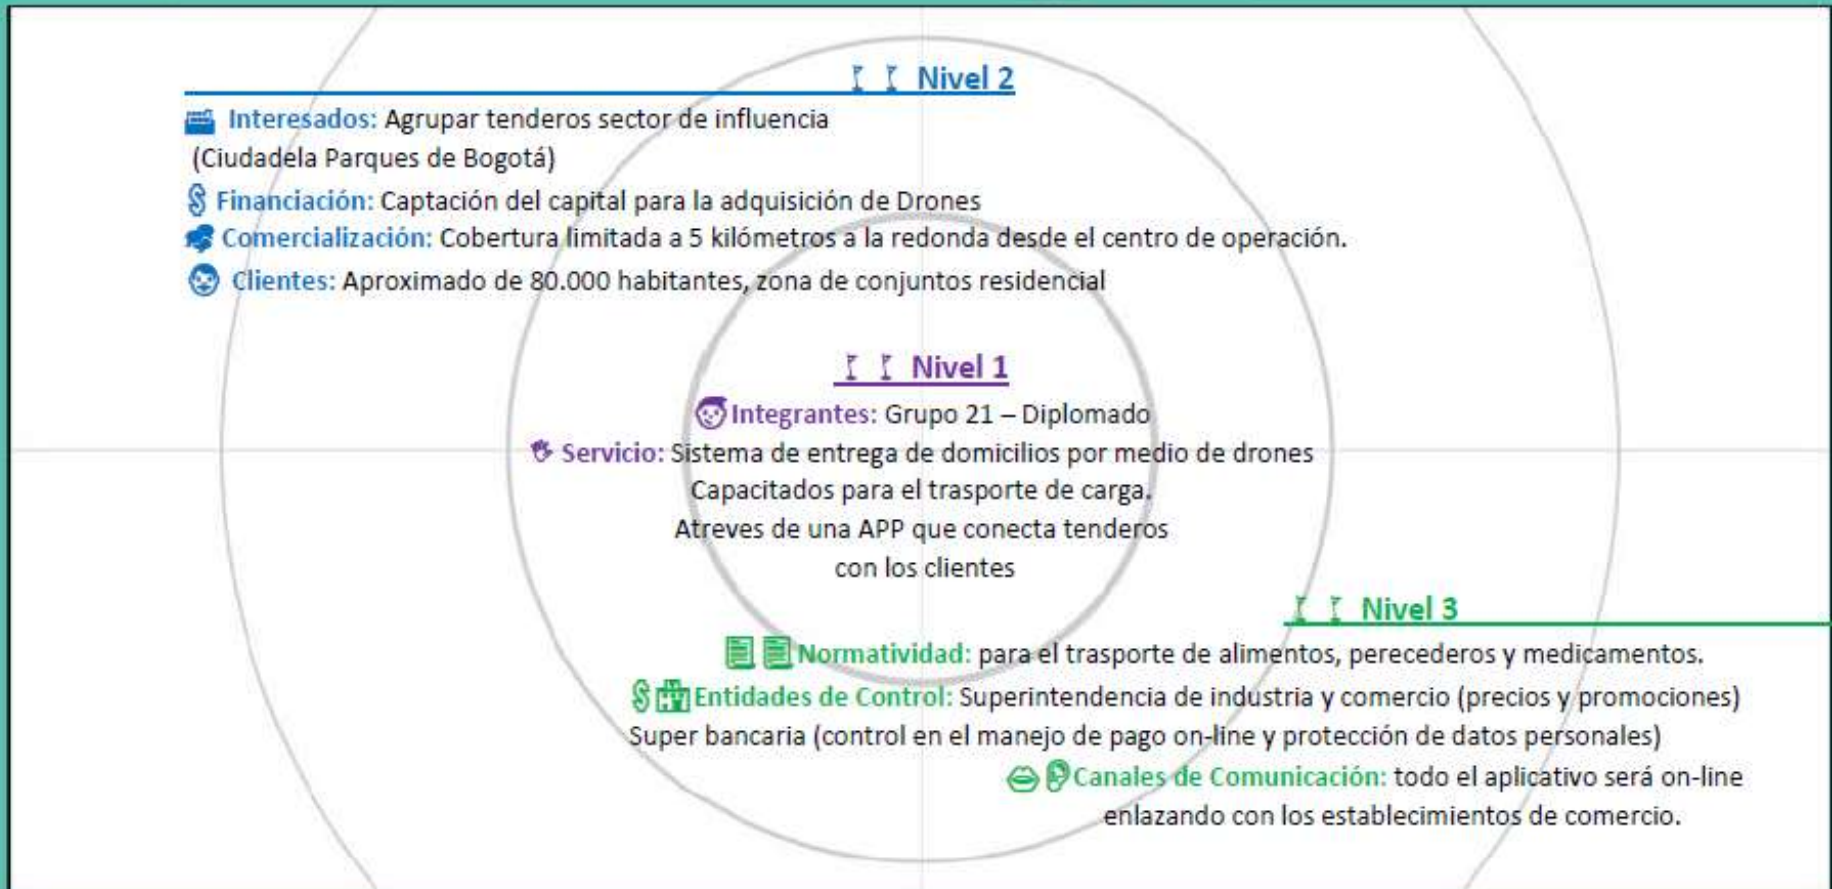 Nivel 2
Interesados: Agrupar tenderos sector de influencia
(Ciudadela Parques de Bogotá)
Financiación: Captación del capital para la adquisición de Drones
Comercialización: Cobertura limitada a 5 kilómetros a la redonda desde el centro de operación.
Clientes: Aproximado de 80.000 habitantes, zona de conjuntos residencial
Nivel 1
Integrantes: Grupo 21 – Diplomado
Servicio: Sistema de entrega de domicilios por medio de drones
Capacitados para el trasporte de carga.
Atreves de una APP que conecta tenderos
con los clientes
Nivel 3
Normatividad: para el trasporte de alimentos, perecederos y medicamentos.
Entidades de Control: Superintendencia de industria y comercio (precios y promociones)
Super bancaria (control en el manejo de pago on-line y protección de datos personales)
Canales de Comunicación: todo el aplicativo será on-line
enlazando con los establecimientos de comercio.